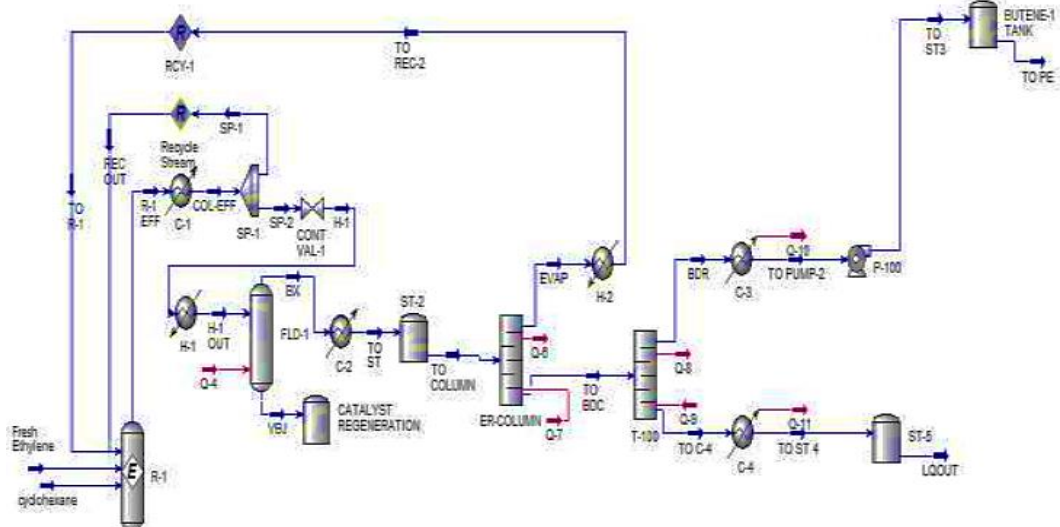 BUTENE-1
TANK
TO
ST3
TO PE
TO
REC-2
RCY-1
SP-1
Recycle
Stream
REC
OUT
TO
R-1
R-1
EFF
COL-EFF
C-1
SP-1
SP-2
H-1
CONT
VAL-1
Q-10
BDR
TO PUMP-2
P-100
C-3
EVAP
H-2
BX
ST-2
FLD-1
H-1
H-1
OUT
C-2
TO
ST
TO
COLUMN
Q-6
Q-8
Q-4
TO
BDC
CATALYST
REGENERATION
VBJ
ER-COLUMN
Q-7
Q-9
T-100
TO C-4
Q-11
C-4
TO ST 4
ST-5
LQOUT
Fresh
Ethylene
E
R-1
cyclohexane